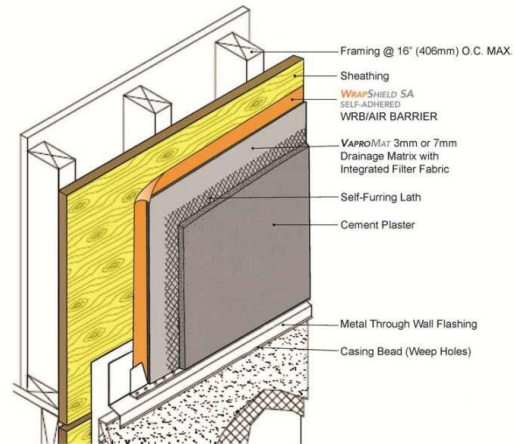 Framing @ 16" (406mm) O.C. MAX.
Sheathing
WRAPSHIELD SA
SELF-ADHERED
WRB/AIR BARRIER
VAPROMAT 3mm or 7mm
Drainage Matrix with
Integrated Filter Fabric
Self-Furring Lath
Cement Plaster
Metal Through Wall Flashing
Casing Bead (Weep Holes)